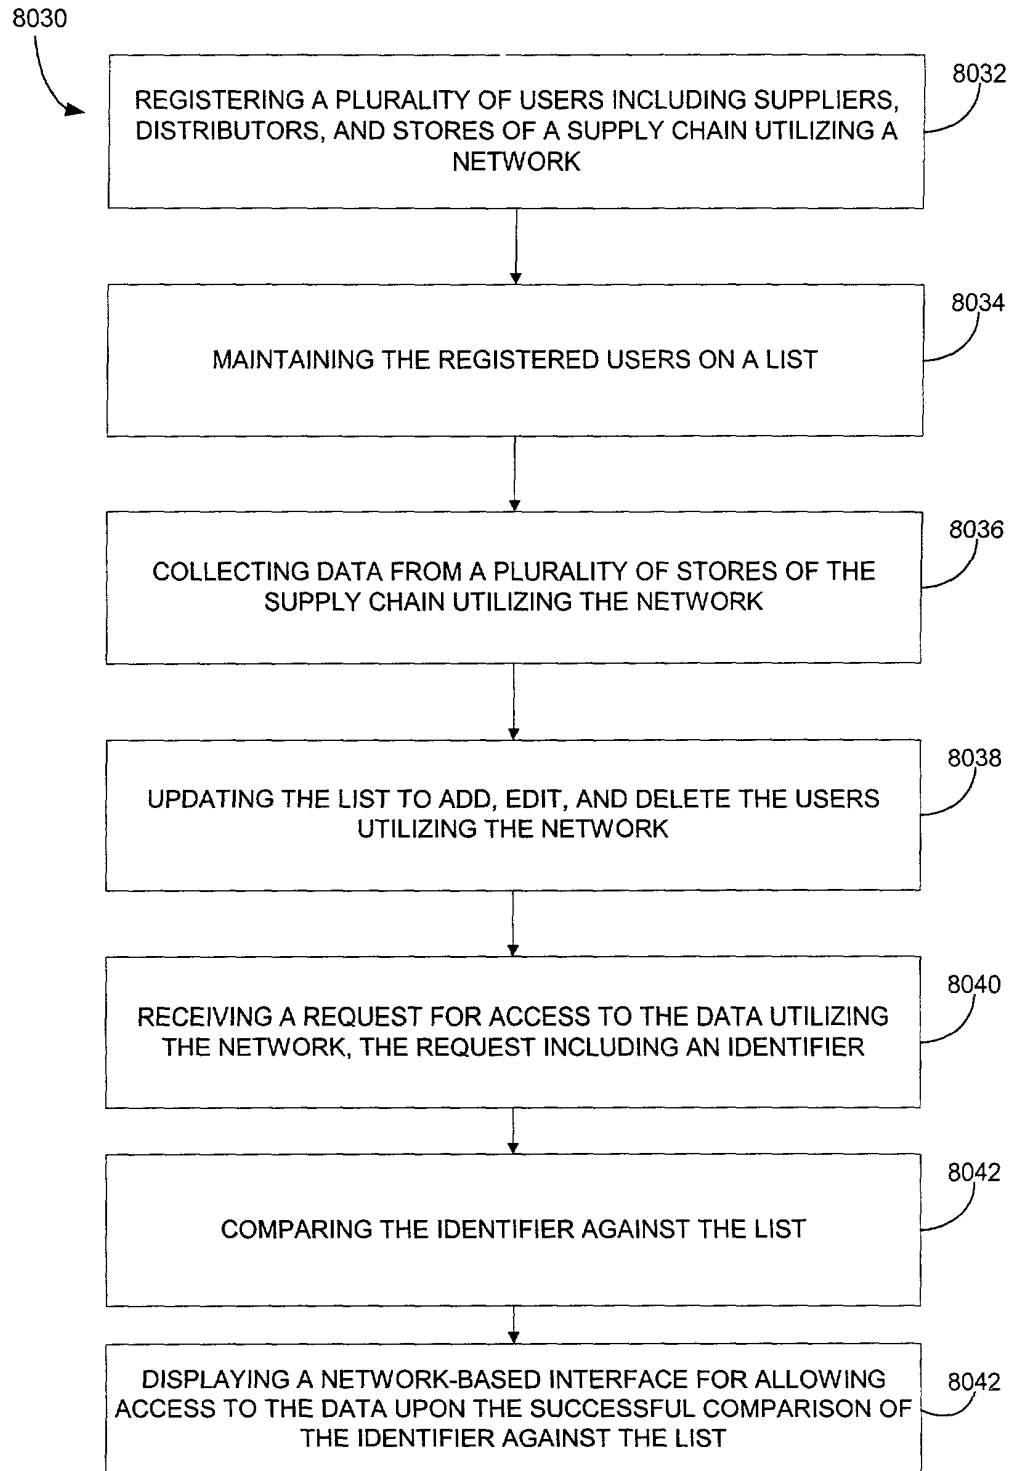 8030
8032
REGISTERING A PLURALITY OF USERS INCLUDING SUPPLIERS,
DISTRIBUTORS, AND STORES OF A SUPPLY CHAIN UTILIZING A
NETWORK
8034
MAINTAINING THE REGISTERED USERS ON A LIST
8036
COLLECTING DATA FROM A PLURALITY OF STORES OF THE
SUPPLY CHAIN UTILIZING THE NETWORK
8038
UPDATING THE LIST TO ADD, EDIT, AND DELETE THE USERS
UTILIZING THE NETWORK
8040
RECEIVING A REQUEST FOR ACCESS TO THE DATA UTILIZING
THE NETWORK, THE REQUEST INCLUDING AN IDENTIFIER
8042
COMPARING THE IDENTIFIER AGAINST THE LIST
8042
DISPLAYING A NETWORK-BASED INTERFACE FOR ALLOWING
ACCESS TO THE DATA UPON THE SUCCESSFUL COMPARISON OF
THE IDENTIFIER AGAINST THE LIST